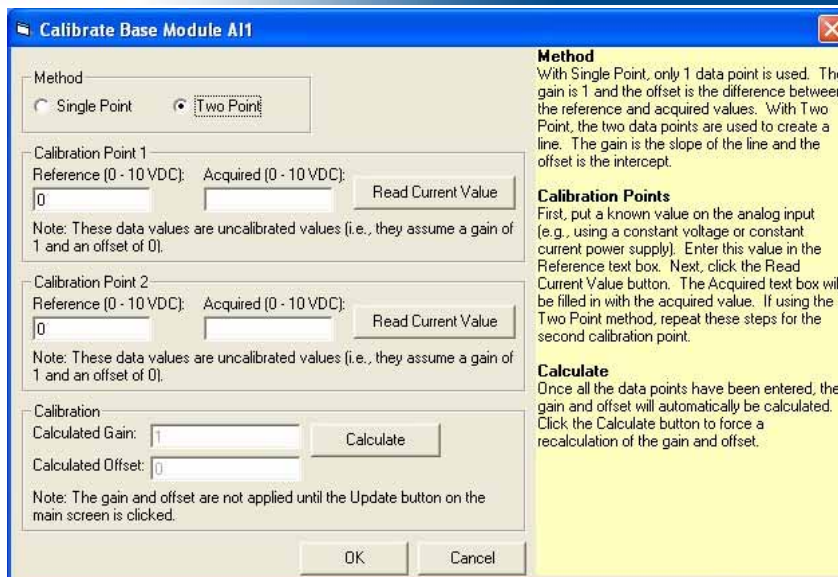 Calibrate Base Module AI1
Method
Single Point Two Point
Calibration Point 1
Reference (0 - 10 VDC): Acquired (0 - 10 VDC):
0 Read Current Value
Note: These data values are uncalibrated values (i.e., they assume a gain of
1 and an offset of 0).
Calibration Point 2
Reference (0 - 10 VDC): Acquired (0 - 10 VDC):
0 Read Current Value
Note: These data values are uncalibrated values (i.e., they assume a gain of
1 and an offset of 0).
Calibration
Calculated Gain: 1 Calculate
Calculated Offset: 0
Note: The gain and offset are not applied until the Update button on the
main screen is clicked.
OK Cancel
Method
With Single Point, only 1 data point is used. The
gain is 1 and the offset is the difference between
the reference and acquired values. With Two
Point, the two data points are used to create a
line. The gain is the slope of the line and the
offset is the intercept.
Calibration Points
First, put a known value on the analog input
(e.g., using a constant voltage or constant
current power supply). Enter this value in the
Reference text box. Next, click the Read
Current Value button. The Acquired text box will
be filled in with the acquired value. If using the
Two Point method, repeat these steps for the
second calibration point.
Calculate
Once all the data points have been entered, the
gain and offset will automatically be calculated.
Click the Calculate button to force a
recalculation of the gain and offset.